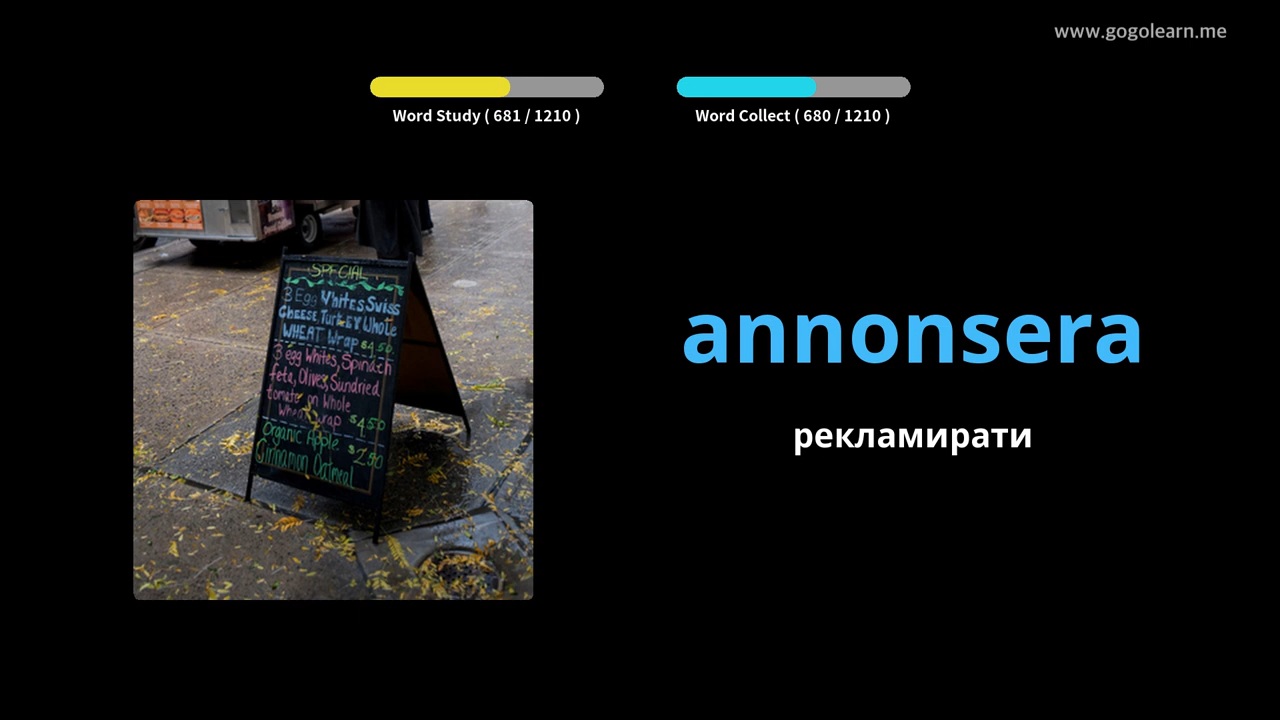 www.gogolearn.me
Word Study ( 681 / 1210 )
Word Collect ( 680 / 1210 )
SPECIAL
3 Egg Whites, Swiss
Cheese, Turkey Whole
WHEAT Wrap $4.50
3 egg Whites, Spinach
feta, Olives, Sundried
tomato on Whole
Wheat Wrap $4.50
Organic Apple
Cinnamon Oatmeal $2.50
annonsera
рекламирати